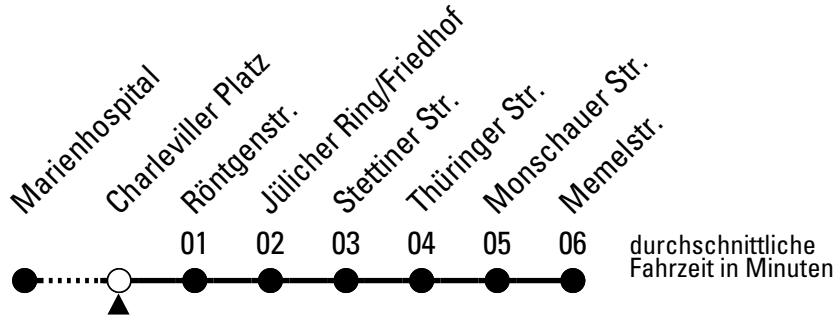 Marienhospital
Charleviller Platz
Röntgenstr.
Jülicher Ring/Friedhof
Stettiner Str.
Thüringer Str.
Monschauer Str.
Memelstr.
01 02 03 04 05 06
durchschnittliche
Fahrzeit in Minuten